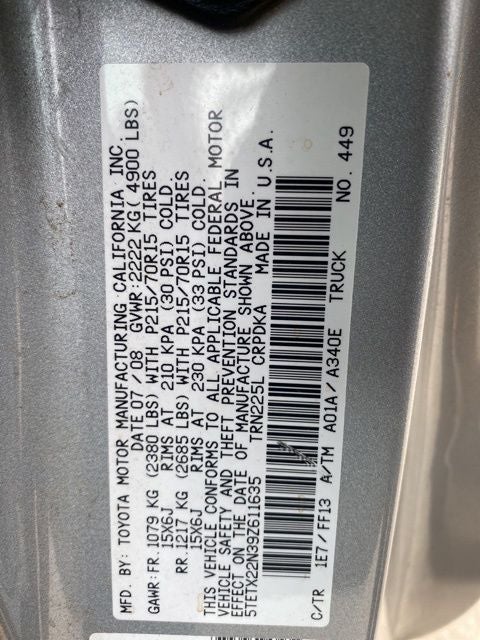 MFD. BY: TOYOTA MOTOR MANUFACTURING CALIFORNIA INC.
DATE 07 / 08 GVWR: 2222 KG ( 4900 LBS)
GAWR: FR. 1079 KG (2380 LBS) WITH P215/70R15 TIRES
15X6J RIMS AT 210 KPA (30 PSI) COLD.
RR. 1217 KG (2685 LBS) WITH P215/70R15 TIRES
15X6J RIMS AT 230 KPA (33 PSI) COLD.
THIS VEHICLE CONFORMS TO ALL APPLICABLE FEDERAL MOTOR
VEHICLE SAFETY AND THEFT PREVENTION STANDARDS IN
EFFECT ON THE DATE OF MANUFACTURE SHOWN ABOVE.
5TETX22N39Z611635 TRN225L CRPDKA MADE IN U.S.A.
C/TR 1E7/FF13 A/TM A01A/A340E TRUCK
NO. 449